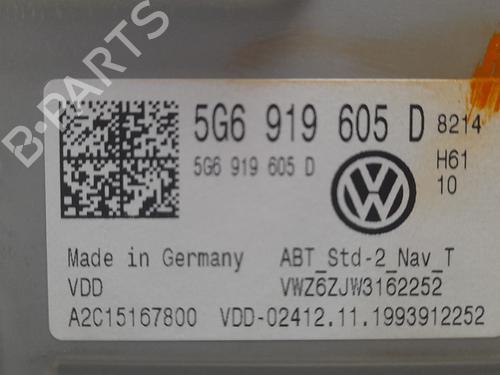 B-PARTS
5G6 919 605 D 8214
5G6 919 605 D H61
10
Made in Germany ABT_Std-2_Nav_T
VDD VWZ6ZJW3162252
A2C15167800 VDD-02412.11.1993912252